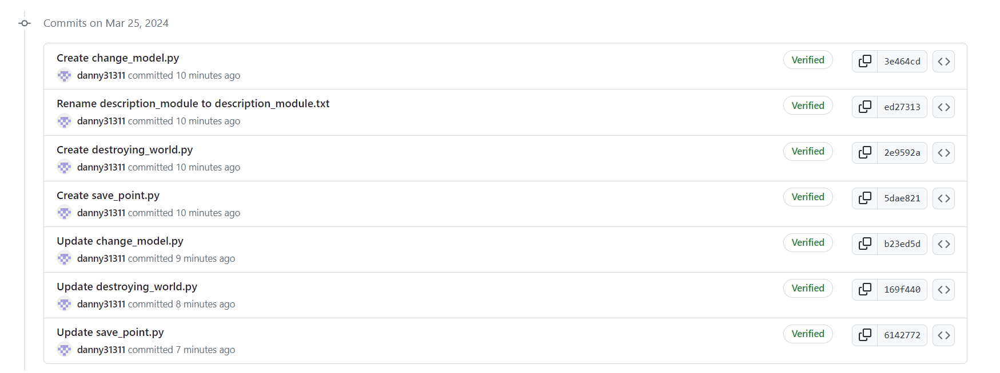 Commits on Mar 25, 2024
Create change_model.py
danny31311 committed 10 minutes ago
Verified
3e464cd
Rename description_module to description_module.txt
danny31311 committed 10 minutes ago
Verified
ed27313
Create destroying_world.py
danny31311 committed 10 minutes ago
Verified
2e9592a
Create save_point.py
danny31311 committed 10 minutes ago
Verified
5dae821
Update change_model.py
danny31311 committed 9 minutes ago
Verified
b23ed5d
Update destroying_world.py
danny31311 committed 8 minutes ago
Verified
169f440
Update save_point.py
danny31311 committed 7 minutes ago
Verified
6142772